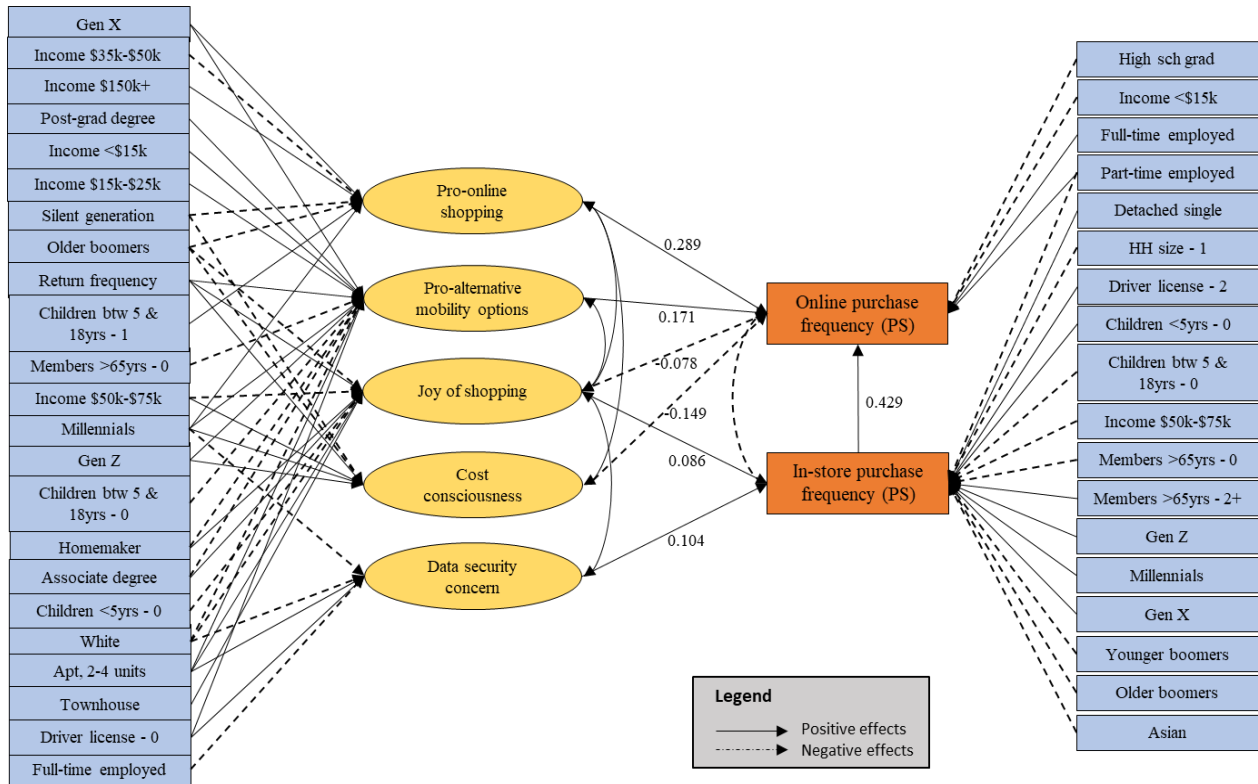 Gen X
Income $35k-$50k
Income $150k+
Post-grad degree
Income <$15k
Income $15k-$25k
Silent generation
Older boomers
Return frequency
Children btw 5 &
18yrs - 1
Members >65yrs - 0
Income $50k-$75k
Millennials
Gen Z
Children btw 5 &
18yrs - 0
Homemaker
Associate degree
Children <5yrs - 0
White
Apt, 2-4 units
Townhouse
Driver license - 0
Full-time employed
Pro-online
shopping
Pro-alternative
mobility options
Joy of shopping
Cost
consciousness
Data security
concern
0.289
0.171
-0.078
-0.149
0.086
0.104
Online purchase
frequency (PS)
0.429
In-store purchase
frequency (PS)
High sch grad
Income <$15k
Full-time employed
Part-time employed
Detached single
HH size - 1
Driver license - 2
Children <5yrs - 0
Children btw 5 &
18yrs - 0
Income $50k-$75k
Members >65yrs - 0
Members >65yrs - 2+
Gen Z
Millennials
Gen X
Younger boomers
Older boomers
Asian
Legend
Positive effects
Negative effects